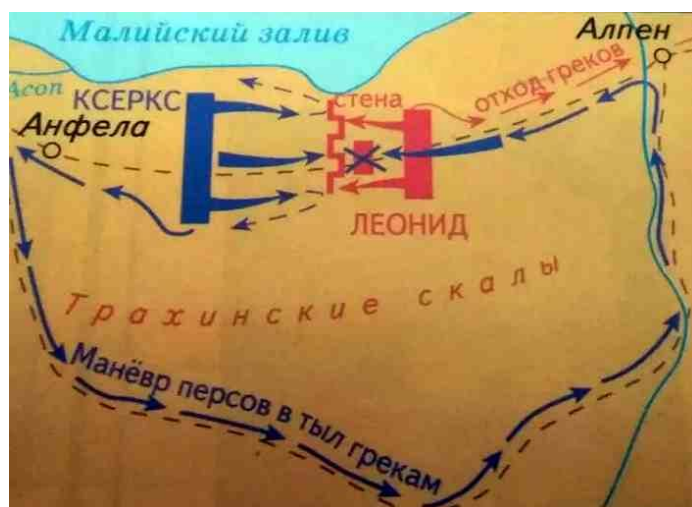 Малийский залив
Алпен
Асоп
КСЕРКС
стена
отход греков
Анфела
ЛЕОНИД
Трахинские скалы
Манёвр персов в тыл грекам